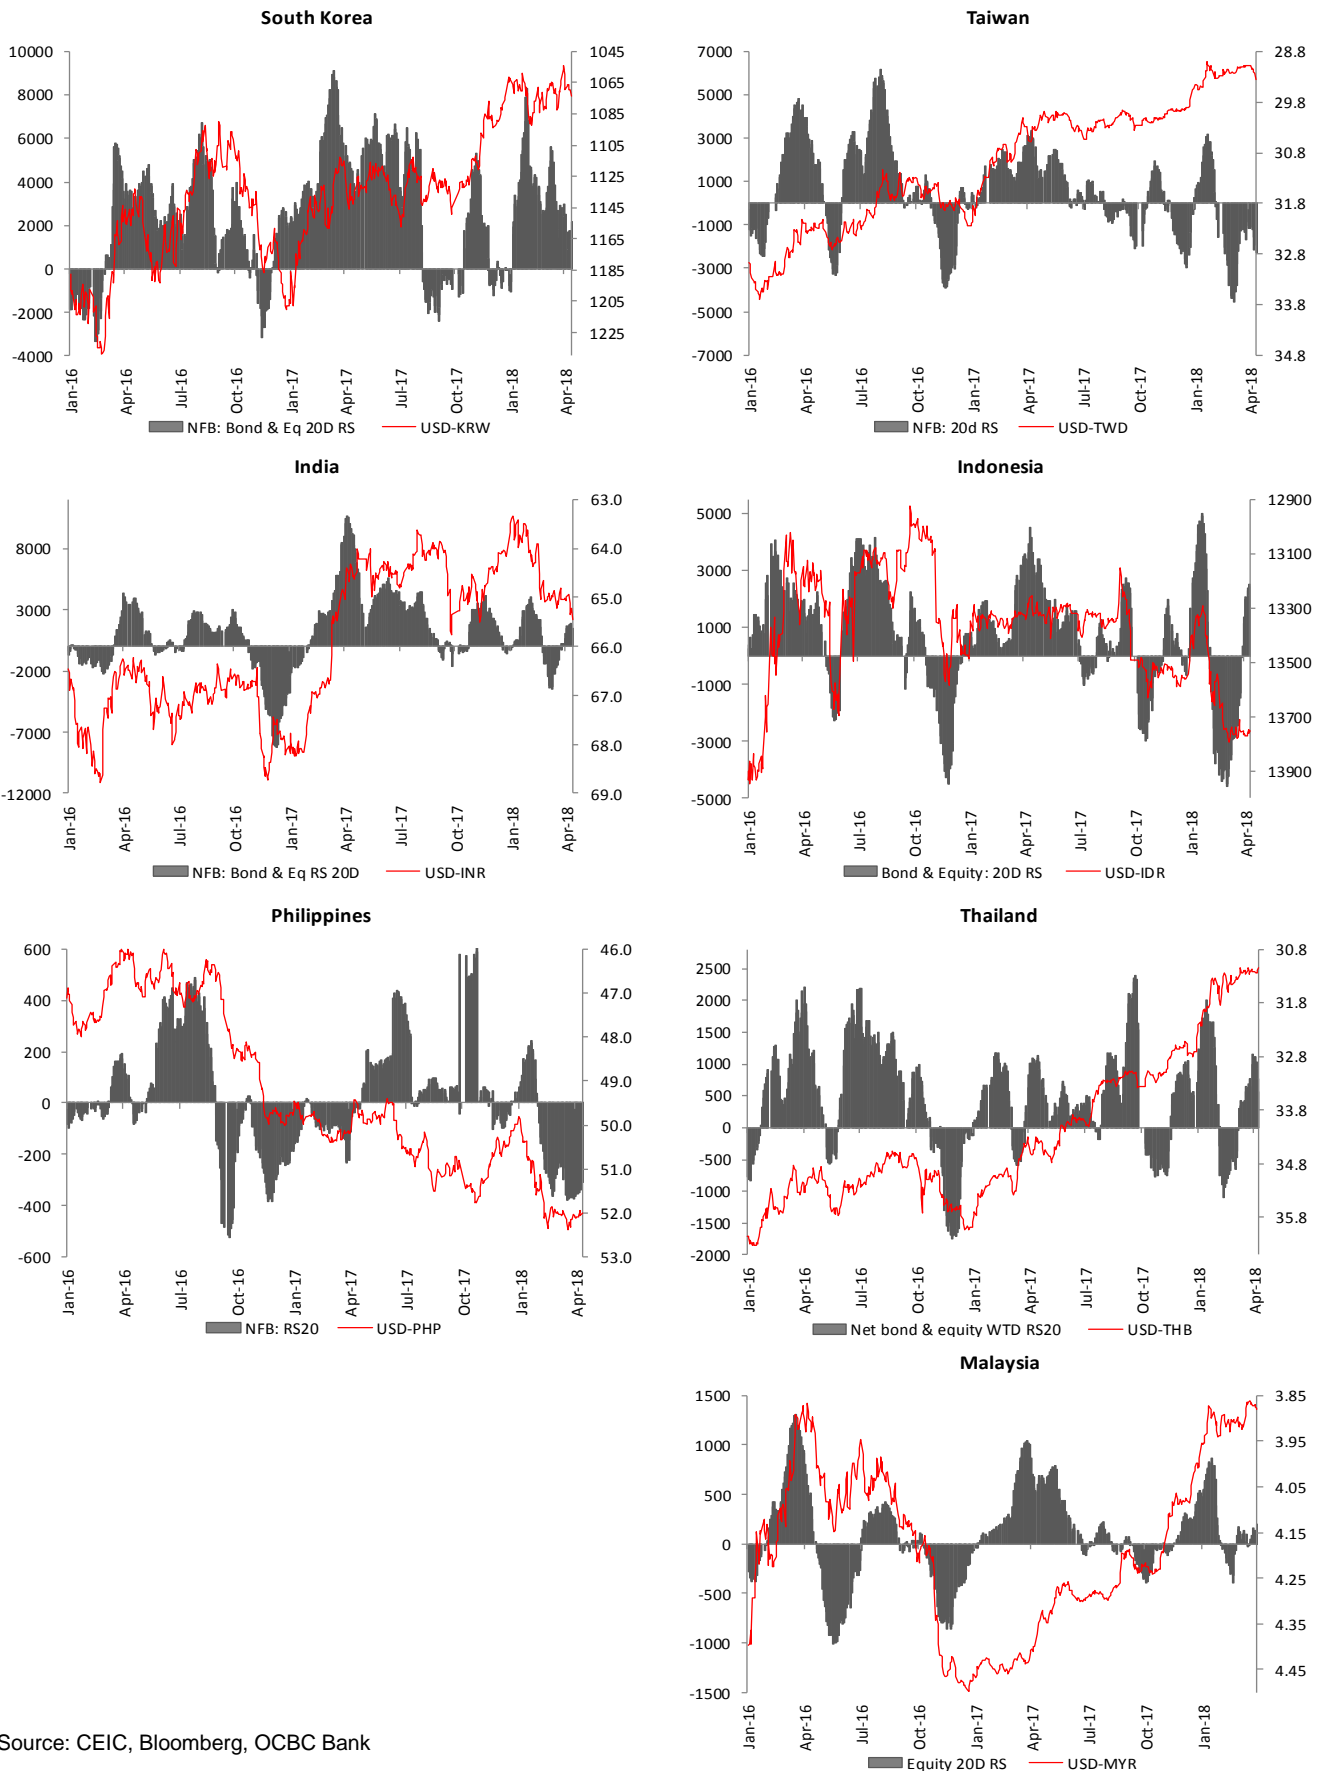 South Korea
10000
8000
6000
4000
2000
0
-2000
-4000
1045
1065
1085
1105
1125
1145
1165
1185
1205
1225
Jan-16
Apr-16
Jul-16
Oct-16
Jan-17
Apr-17
Jul-17
Oct-17
Jan-18
Apr-18
NFB: Bond & Eq 20D RS USD-KRW
Taiwan
7000
5000
3000
1000
-1000
-3000
-5000
-7000
28.8
29.8
30.8
31.8
32.8
33.8
34.8
Jan-16
Apr-16
Jul-16
Oct-16
Jan-17
Apr-17
Jul-17
Oct-17
Jan-18
Apr-18
NFB: 20d RS USD-TWD
India
8000
3000
-2000
-7000
-12000
63.0
64.0
65.0
66.0
67.0
68.0
69.0
Jan-16
Apr-16
Jul-16
Oct-16
Jan-17
Apr-17
Jul-17
Oct-17
Jan-18
Apr-18
NFB: Bond & Eq RS 20D USD-INR
Indonesia
5000
3000
1000
-1000
-3000
-5000
12900
13100
13300
13500
13700
13900
Jan-16
Apr-16
Jul-16
Oct-16
Jan-17
Apr-17
Jul-17
Oct-17
Jan-18
Apr-18
Bond & Equity: 20D RS USD-IDR
Philippines
600
400
200
0
-200
-400
-600
46.0
47.0
48.0
49.0
50.0
51.0
52.0
53.0
Jan-16
Apr-16
Jul-16
Oct-16
Jan-17
Apr-17
Jul-17
Oct-17
Jan-18
Apr-18
NFB: RS20 USD-PHP
Thailand
2500
2000
1500
1000
500
0
-500
-1000
-1500
-2000
30.8
31.8
32.8
33.8
34.8
35.8
Jan-16
Apr-16
Jul-16
Oct-16
Jan-17
Apr-17
Jul-17
Oct-17
Jan-18
Apr-18
Net bond & equity WTD RS20 USD-THB
Malaysia
1500
1000
500
0
-500
-1000
-1500
3.85
3.95
4.05
4.15
4.25
4.35
4.45
Jan-16
Apr-16
Jul-16
Oct-16
Jan-17
Apr-17
Jul-17
Oct-17
Jan-18
Equity 20D RS USD-MYR
Source: CEIC, Bloomberg, OCBC Bank